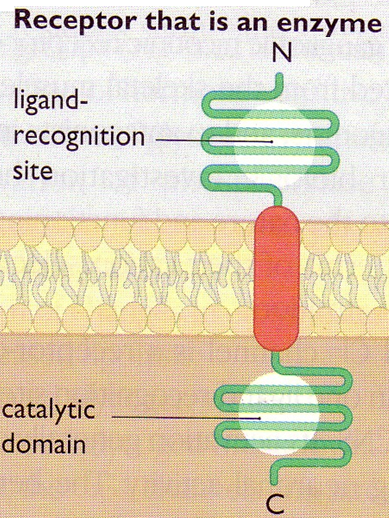 Receptor that is an enzyme
N
ligand-
recognition
site
catalytic
domain
C